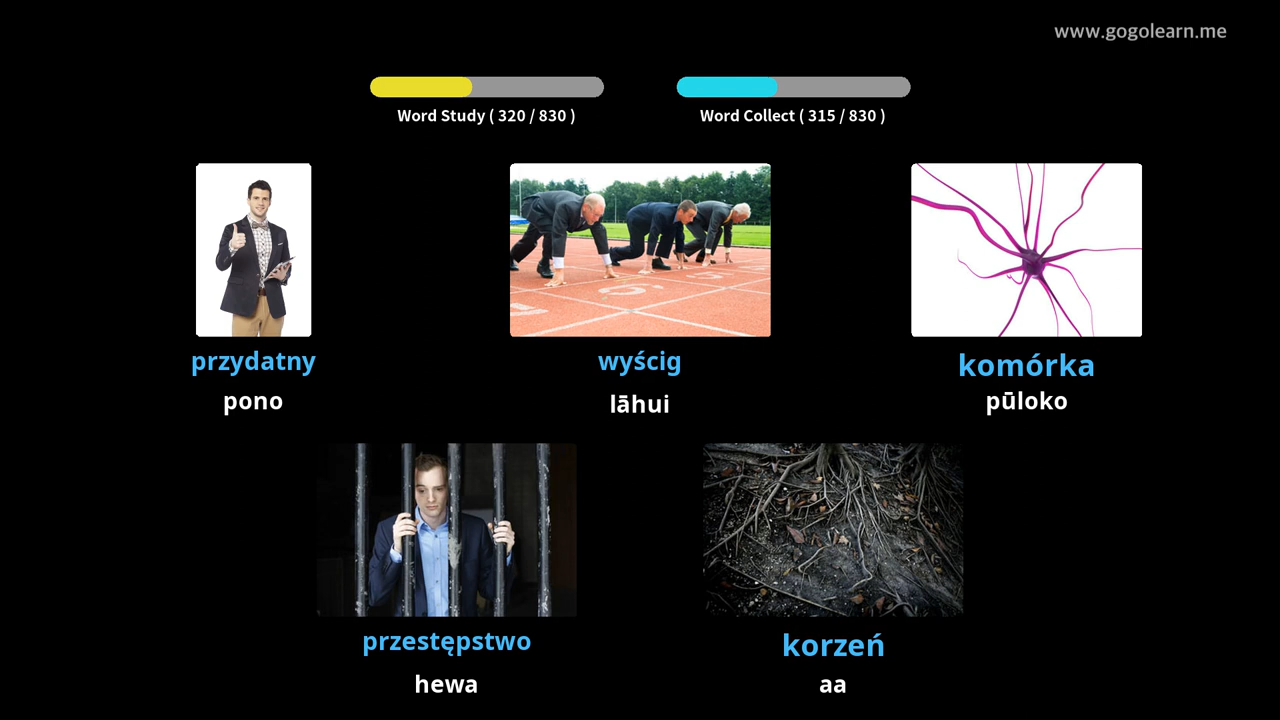 www.gogolearn.me
Word Study ( 320 / 830 )
Word Collect ( 315 / 830 )
przydatny
pono
wyścig
lāhui
komórka
pūloko
przestępstwo
hewa
korzeń
aa